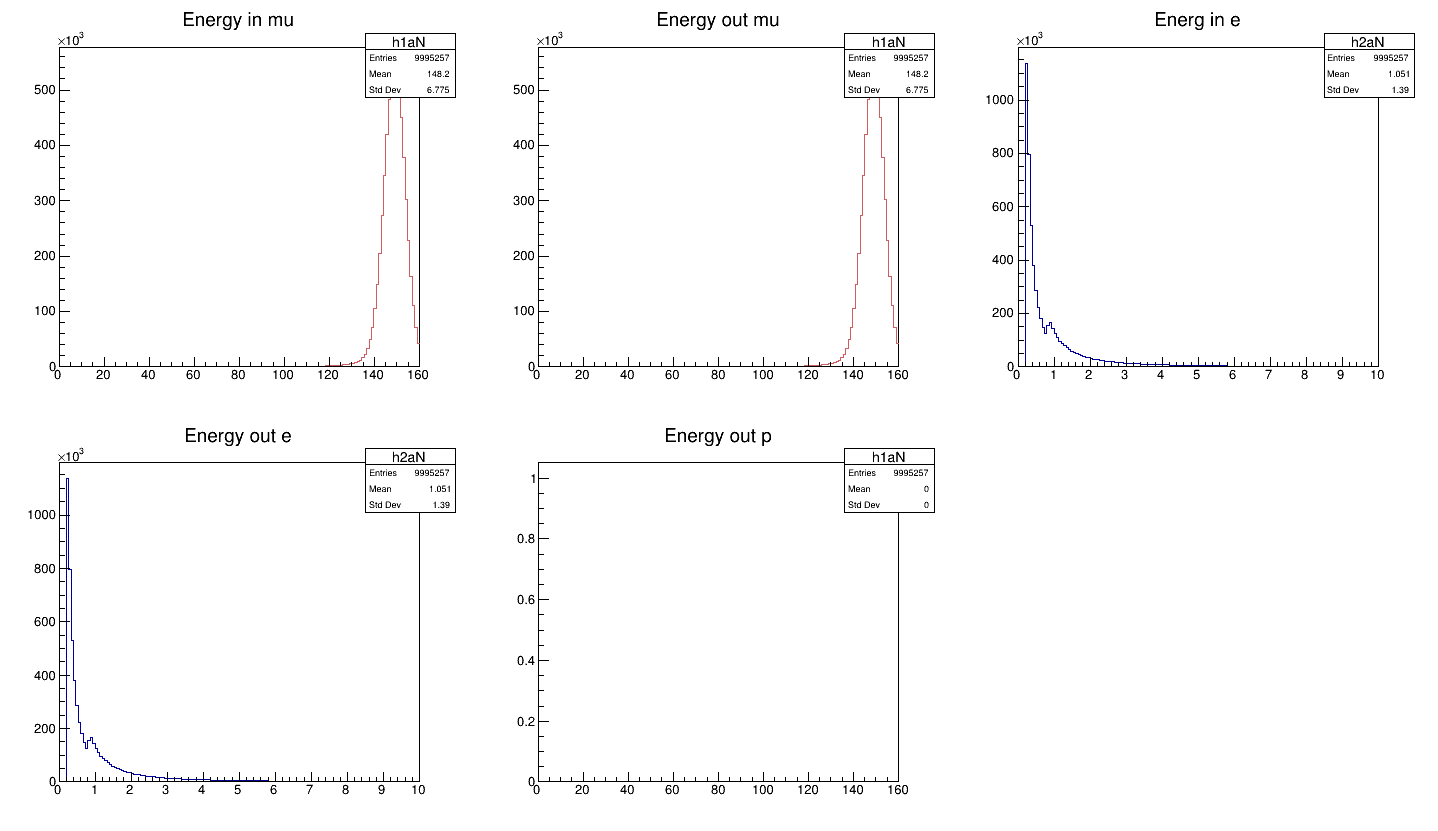 Energy in mu
×10³
h1aN
Entries 9995257
Mean 148.2
Std Dev 6.775
500
400
300
200
100
0
0 20 40 60 80 100 120 140 160
Energy out mu
×10³
h1aN
Entries 9995257
Mean 148.2
Std Dev 6.775
500
400
300
200
100
0
0 20 40 60 80 100 120 140 160
Energ in e
×10³
h2aN
Entries 9995257
Mean 1.051
Std Dev 1.39
1000
800
600
400
200
0
0 1 2 3 4 5 6 7 8 9 10
Energy out e
×10³
h2aN
Entries 9995257
Mean 1.051
Std Dev 1.39
1000
800
600
400
200
0
0 1 2 3 4 5 6 7 8 9 10
Energy out p
h1aN
Entries 9995257
Mean 0
Std Dev 0
1
0.8
0.6
0.4
0.2
0
0 20 40 60 80 100 120 140 160